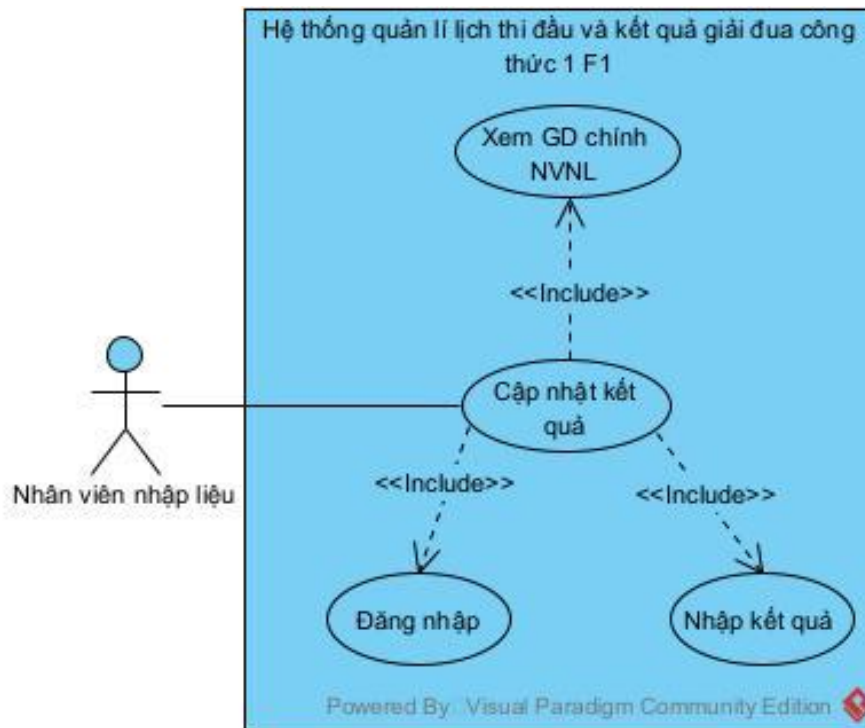 Hệ thống quản lí lịch thi đấu và kết quả giải đua công
thức 1 F1
Xem GD chính
NVNL
<<Include>>
Cập nhật kết
quả
Nhân viên nhập liệu
<<Include>>
<<Include>>
Đăng nhập
Nhập kết quả
Powered By Visual Paradigm Community Edition